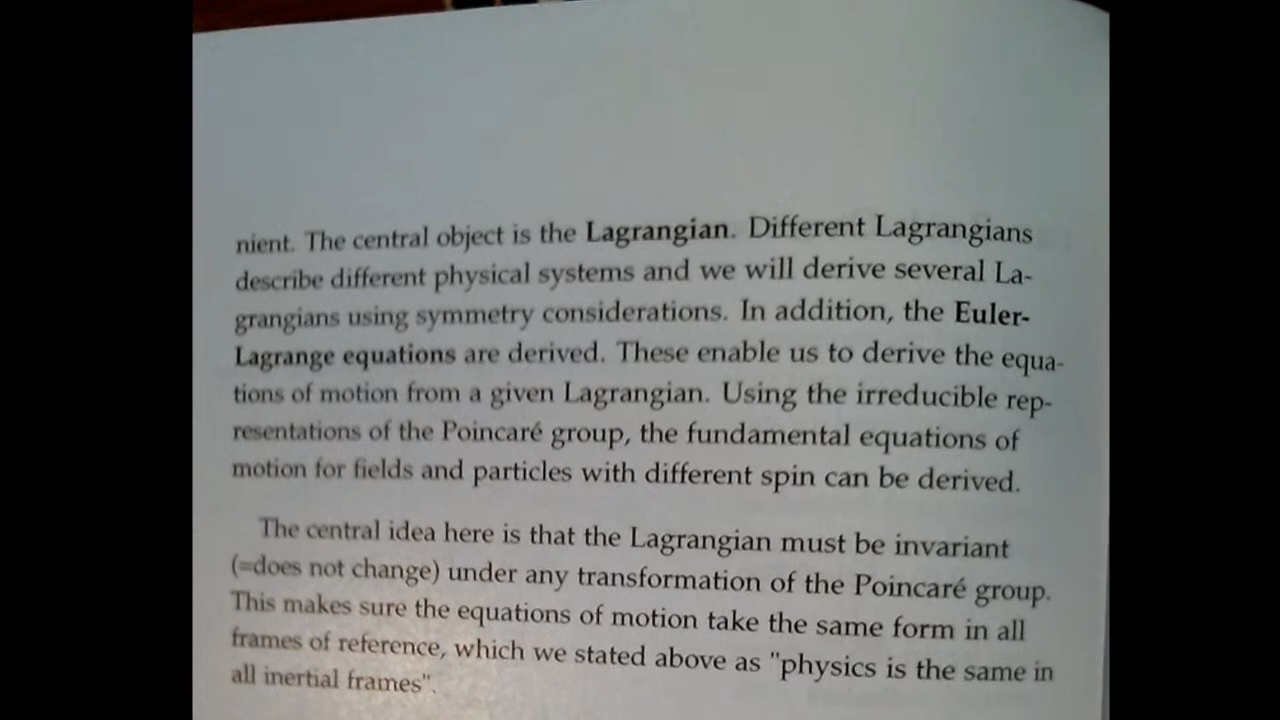 nient. The central object is the Lagrangian. Different Lagrangians
describe different physical systems and we will derive several La-
grangians using symmetry considerations. In addition, the Euler-
Lagrange equations are derived. These enable us to derive the equa-
tions of motion from a given Lagrangian. Using the irreducible rep-
resentations of the Poincaré group, the fundamental equations of
motion for fields and particles with different spin can be derived.
The central idea here is that the Lagrangian must be invariant
(=does not change) under any transformation of the Poincaré group.
This makes sure the equations of motion take the same form in all
frames of reference, which we stated above as "physics is the same in
all inertial frames".